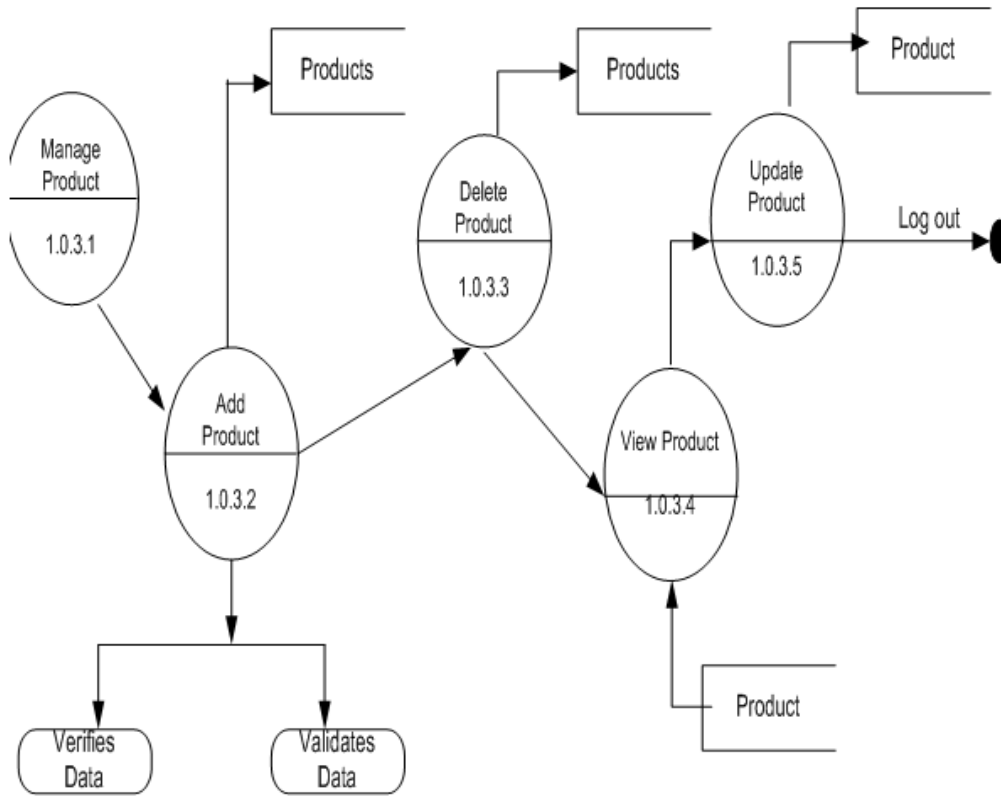 Products
Products
Product
Manage
Product
1.0.3.1
Delete
Product
1.0.3.3
Update
Product
1.0.3.5
Log out
Add
Product
1.0.3.2
View Product
1.0.3.4
Product
Verifies
Data
Validates
Data